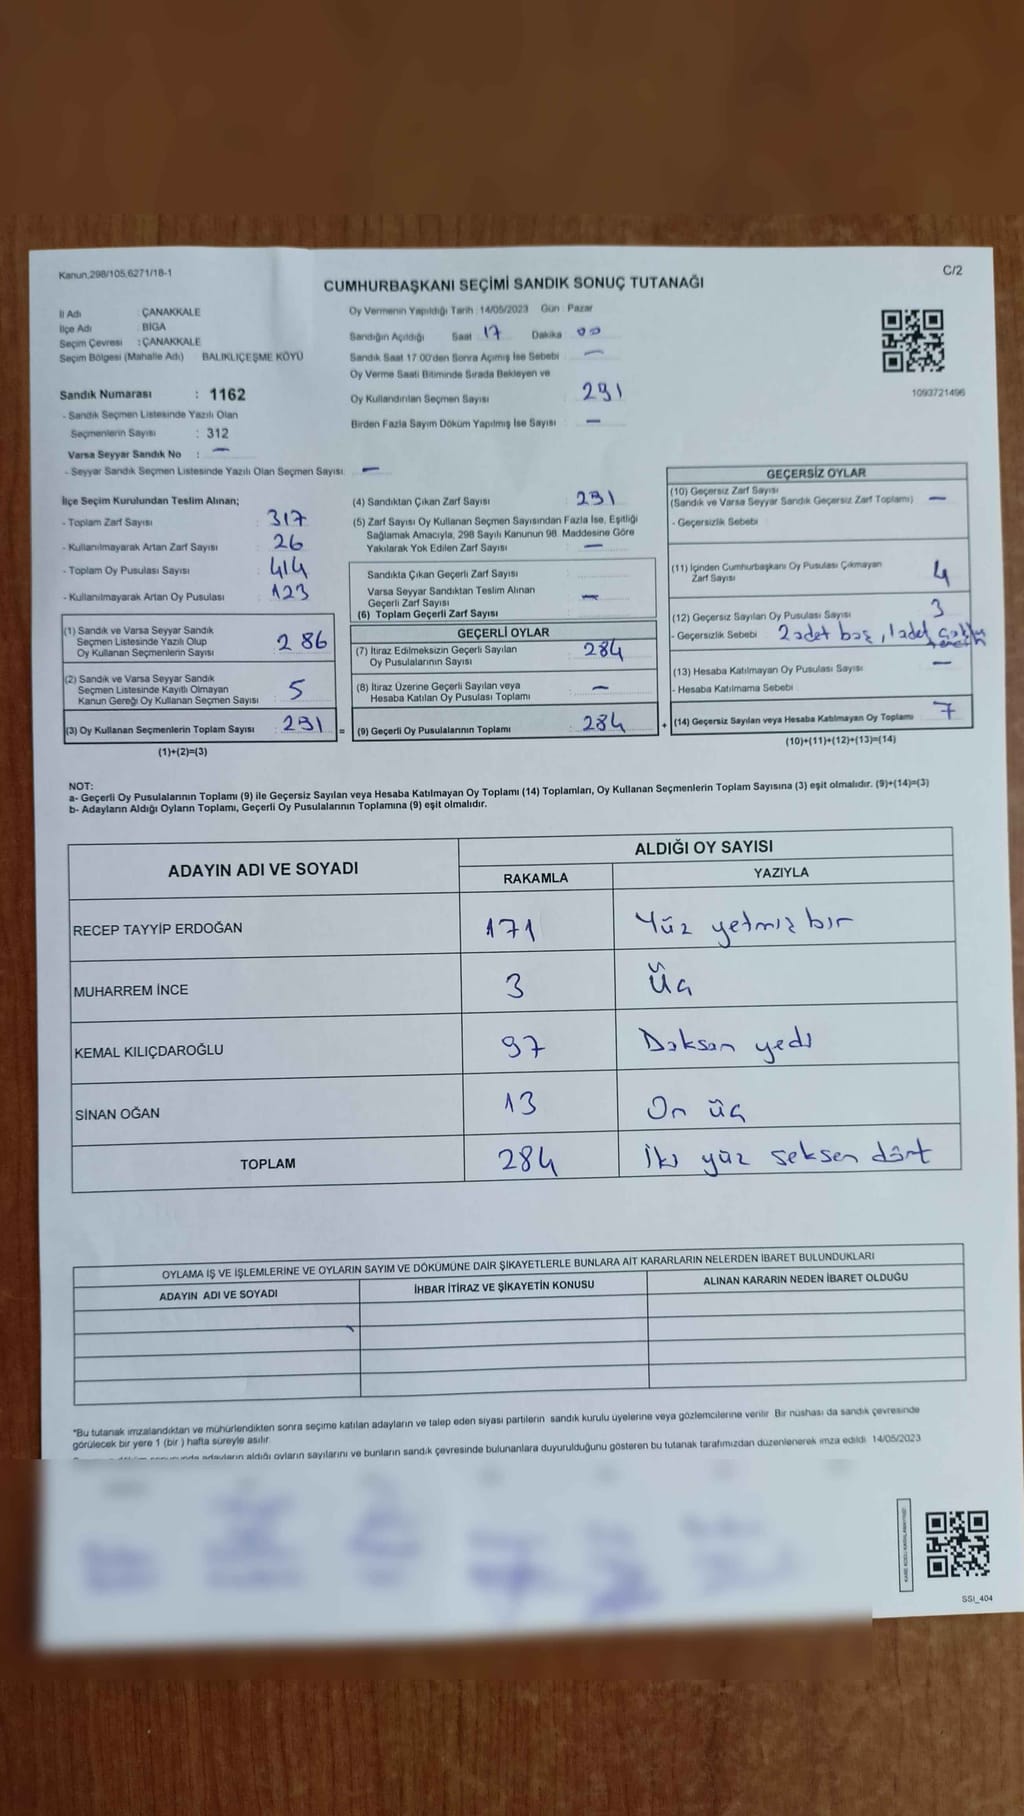 Kanun,298/105,6271/18-1
C/2
CUMHURBAŞKANI SEÇİMİ SANDIK SONUÇ TUTANAĞI
İl Adı : ÇANAKKALE
İlçe Adı : BİGA
Seçim Çevresi : ÇANAKKALE
Seçim Bölgesi (Mahalle Adı) BALIKLIÇEŞME KÖYÜ
Sandık Numarası : 1162
- Sandık Seçmen Listesinde Yazılı Olan
Seçmenlerin Sayısı : 312
Varsa Seyyar Sandık No : —
- Seyyar Sandık Seçmen Listesinde Yazılı Olan Seçmen Sayısı: —
Oy Vermenin Yapıldığı Tarih : 14/05/2023 Gün : Pazar
Sandığın Açıldığı Saat 17 Dakika 00
Sandık Saat 17:00'den Sonra Açımış İse Sebebi —
Oy Verme Saati Bitiminde Sırada Bekleyen ve
Oy Kullandırılan Seçmen Sayısı 291
Birden Fazla Sayım Döküm Yapılmış İse Sayısı —
1093721496
İlçe Seçim Kurulundan Teslim Alınan;
- Toplam Zarf Sayısı : 317
- Kullanılmayarak Artan Zarf Sayısı : 26
- Toplam Oy Pusulası Sayısı : 414
- Kullanılmayarak Artan Oy Pusulası : 123
(1) Sandık ve Varsa Seyyar Sandık
Seçmen Listesinde Yazılı Olup
Oy Kullanan Seçmenlerin Sayısı : 286
(2) Sandık ve Varsa Seyyar Sandık
Seçmen Listesinde Kayıtlı Olmayan
Kanun Gereği Oy Kullanan Seçmen Sayısı : 5
(3) Oy Kullanan Seçmenlerin Toplam Sayısı : 291 =
(1)+(2)=(3)
(4) Sandıktan Çıkan Zarf Sayısı : 291
(5) Zarf Sayısı Oy Kullanan Seçmen Sayısından Fazla İse, Eşitliği
Sağlamak Amacıyla, 298 Sayılı Kanunun 98. Maddesine Göre
Yakılarak Yok Edilen Zarf Sayısı : —
Sandıkta Çıkan Geçerli Zarf Sayısı :
Varsa Seyyar Sandıktan Teslim Alınan
Geçerli Zarf Sayısı : —
(6) Toplam Geçerli Zarf Sayısı
GEÇERLİ OYLAR
(7) İtiraz Edilmeksizin Geçerli Sayılan
Oy Pusulalarının Sayısı : 284
(8) İtiraz Üzerine Geçerli Sayılan veya
Hesaba Katılan Oy Pusulası Toplamı : —
(9) Geçerli Oy Pusulalarının Toplamı : 284 +
GEÇERSİZ OYLAR
(10) Geçersiz Zarf Sayısı
(Sandık ve Varsa Seyyar Sandık Geçersiz Zarf Toplamı) —
- Geçersizlik Sebebi
(11) İçinden Cumhurbaşkanı Oy Pusulası Çıkmayan
Zarf Sayısı 4
(12) Geçersiz Sayılan Oy Pusulası Sayısı 3
- Geçersizlik Sebebi 2 adet boş, 1 adet
(13) Hesaba Katılmayan Oy Pusulası Sayısı —
- Hesaba Katılmama Sebebi
(14) Geçersiz Sayılan veya Hesaba Katılmayan Oy Toplamı 7
(10)+(11)+(12)+(13)=(14)
NOT:
a- Geçerli Oy Pusulalarının Toplamı (9) ile Geçersiz Sayılan veya Hesaba Katılmayan Oy Toplamı (14) Toplamları, Oy Kullanan Seçmenlerin Toplam Sayısına (3) eşit olmalıdır. (9)+(14)=(3)
b- Adayların Aldığı Oyların Toplamı, Geçerli Oy Pusulalarının Toplamına (9) eşit olmalıdır.
ADAYIN ADI VE SOYADI ALDIĞI OY SAYISI
RAKAMLA YAZIYLA
RECEP TAYYİP ERDOĞAN 171 Yüz yetmiş bir
MUHARREM İNCE 3 Üç
KEMAL KILIÇDAROĞLU 97 Doksan yedi
SİNAN OĞAN 13 On üç
TOPLAM 284 İki yüz seksen dört
OYLAMA İŞ VE İŞLEMLERİNE VE OYLARIN SAYIM VE DÖKÜMÜNE DAİR ŞİKAYETLERLE BUNLARA AİT KARARLARIN NELERDEN İBARET BULUNDUKLARI
ADAYIN ADI VE SOYADI İHBAR İTİRAZ VE ŞİKAYETİN KONUSU ALINAN KARARIN NEDEN İBARET OLDUĞU
*Bu tutanak imzalandıktan ve mühürlendikten sonra seçime katılan adayların ve talep eden siyasi partilerin sandık kurulu üyelerine veya gözlemcilerine verilir. Bir nüshası da sandık çevresinde
görülecek bir yere 1 (bir ) hafta süreyle asılır.
adayların aldığı oyların sayılarını ve bunların sandık çevresinde bulunanlara duyurulduğunu gösteren bu tutanak tarafımızdan düzenlenerek imza edildi. 14/05/2023
SSI_404